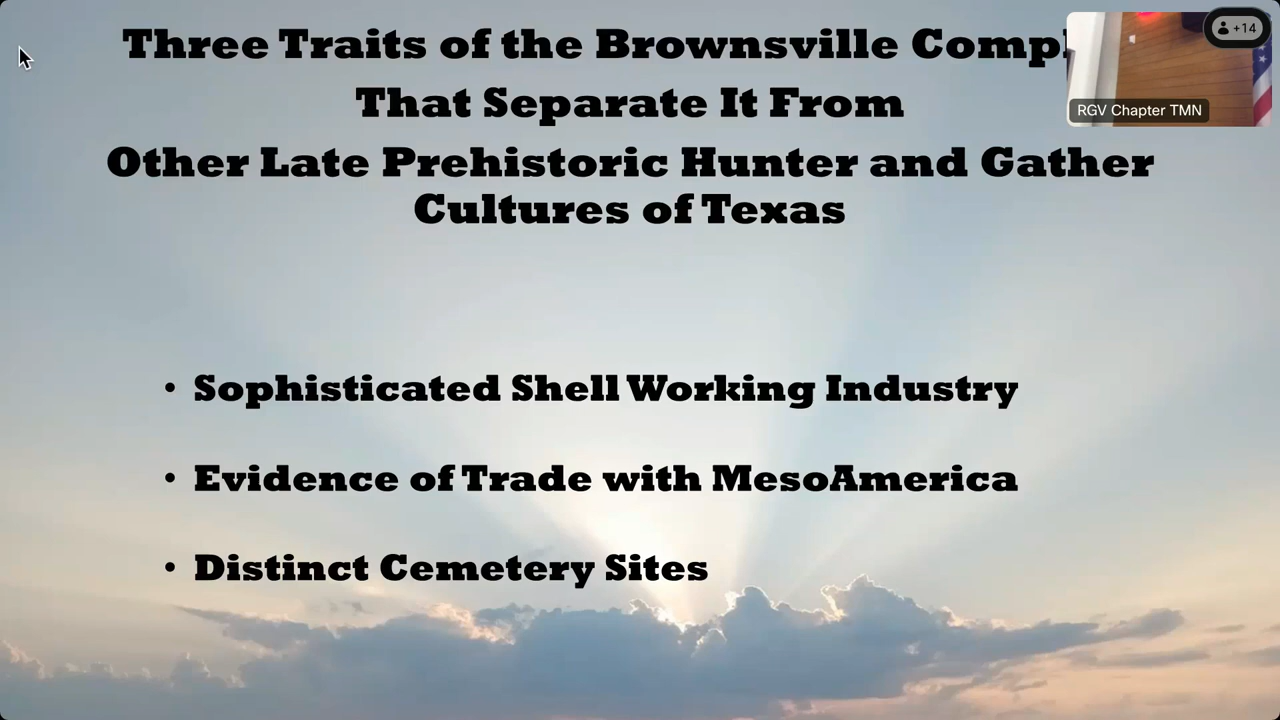 Three Traits of the Brownsville Compl
That Separate It From
Other Late Prehistoric Hunter and Gather
Cultures of Texas
• Sophisticated Shell Working Industry
• Evidence of Trade with MesoAmerica
• Distinct Cemetery Sites
+14
RGV Chapter TMN